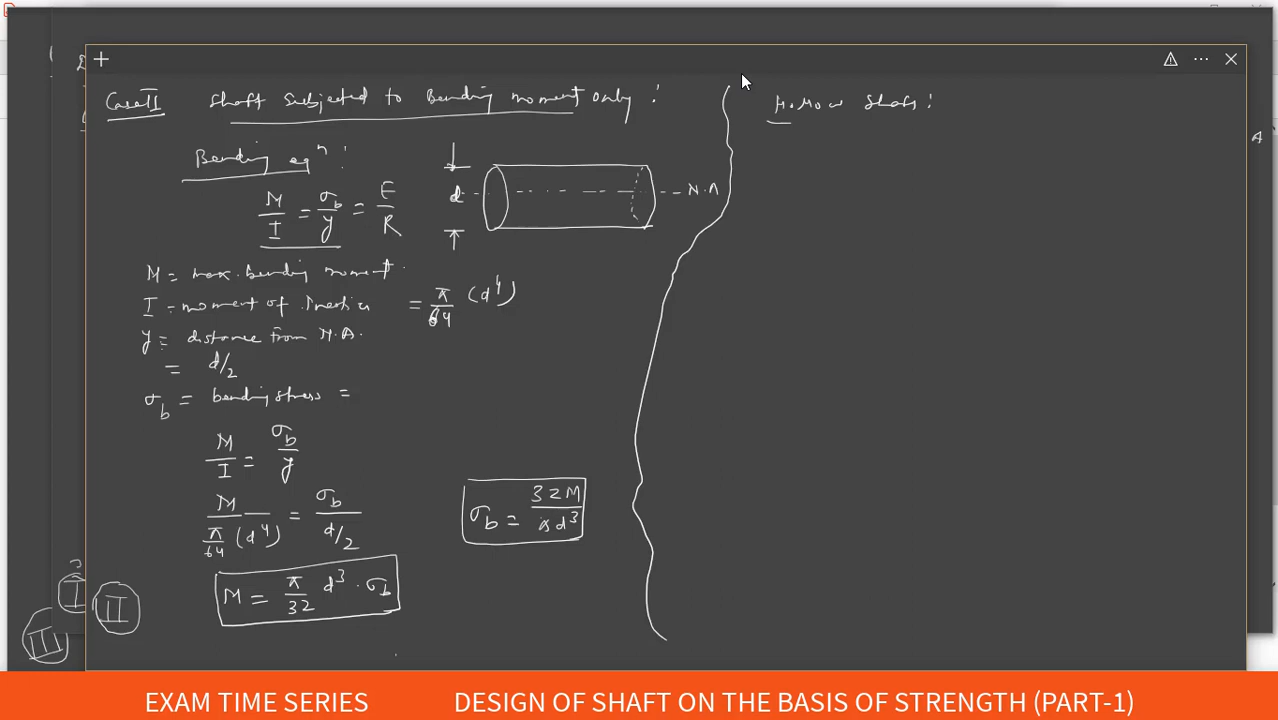 Case II Shaft subjected to Bending moment only :
Bending eqⁿ :
M/I = σb/y = E/R
d
N.A
M = max. Bending moment.
I = moment of Inertia = π/64 (d⁴)
y = distance from N.A.
= d/2
σb = bending stress =
M/I = σb/y
M / π/64 (d⁴) = σb / d/2
M = π/32 d³ · σb
σb = 32M / πd³
Hollow Shaft :
A
I
II
III
EXAM TIME SERIES DESIGN OF SHAFT ON THE BASIS OF STRENGTH (PART-1)